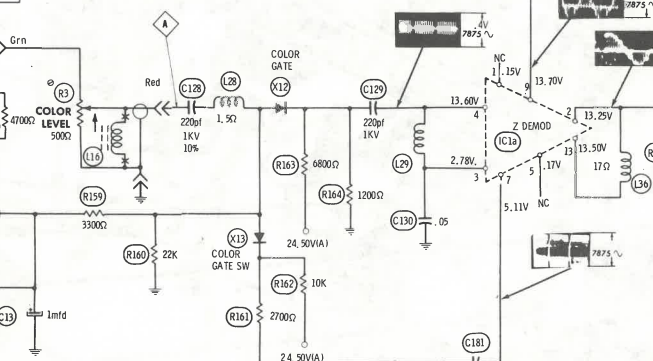 Grn
A
.4V
7875 ∿
7875 ∿
COLOR
GATE
NC
1 .15V
9
13.70V
R3
Red
C128
L28
X12
C129
4700Ω
COLOR
LEVEL
500Ω
220pf
1KV
10%
1.5Ω
220pf
1KV
13.60V
4
2
13.25V
Z DEMOD
IC1a
13
13.50V
L16
R163
6800Ω
L29
2.78V.
3
7
5
.17V
17Ω
L36
R164
1200Ω
R159
3300Ω
5.11V
NC
C130
.05
24.50V(A)
X13
COLOR
GATE SW
R160
22K
7875 ∿
R162
10K
C13
1mfd
R161
2700Ω
C181
24.50V(A)